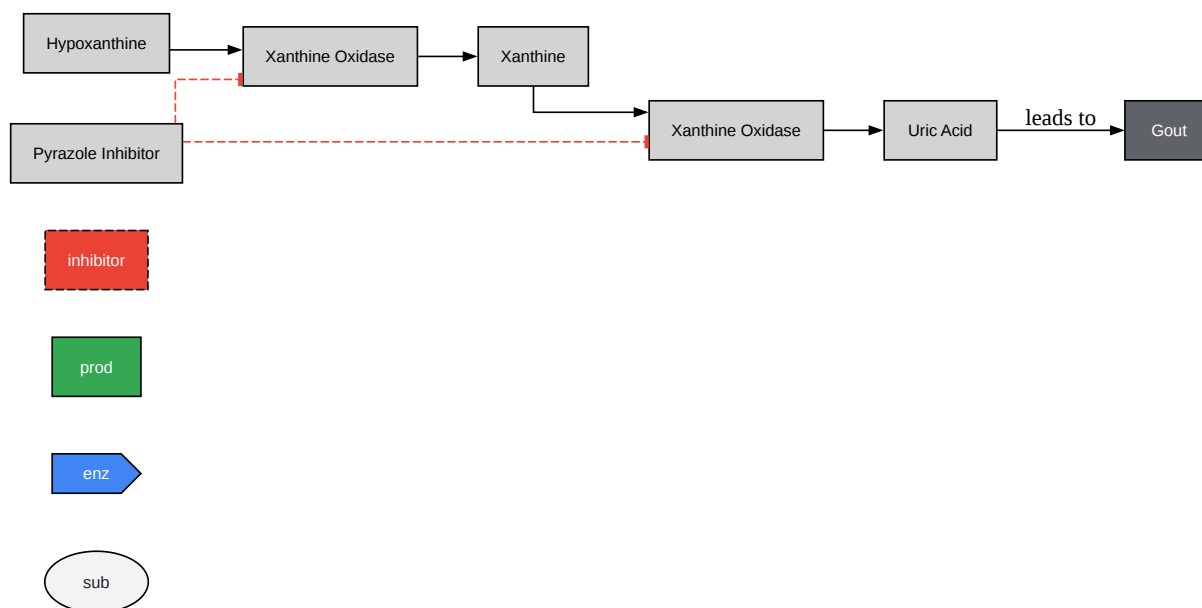 Hypoxanthine
Xanthine Oxidase
Xanthine
Pyrazole Inhibitor
Xanthine Oxidase
Uric Acid
leads to
Gout
inhibitor
prod
enz
sub